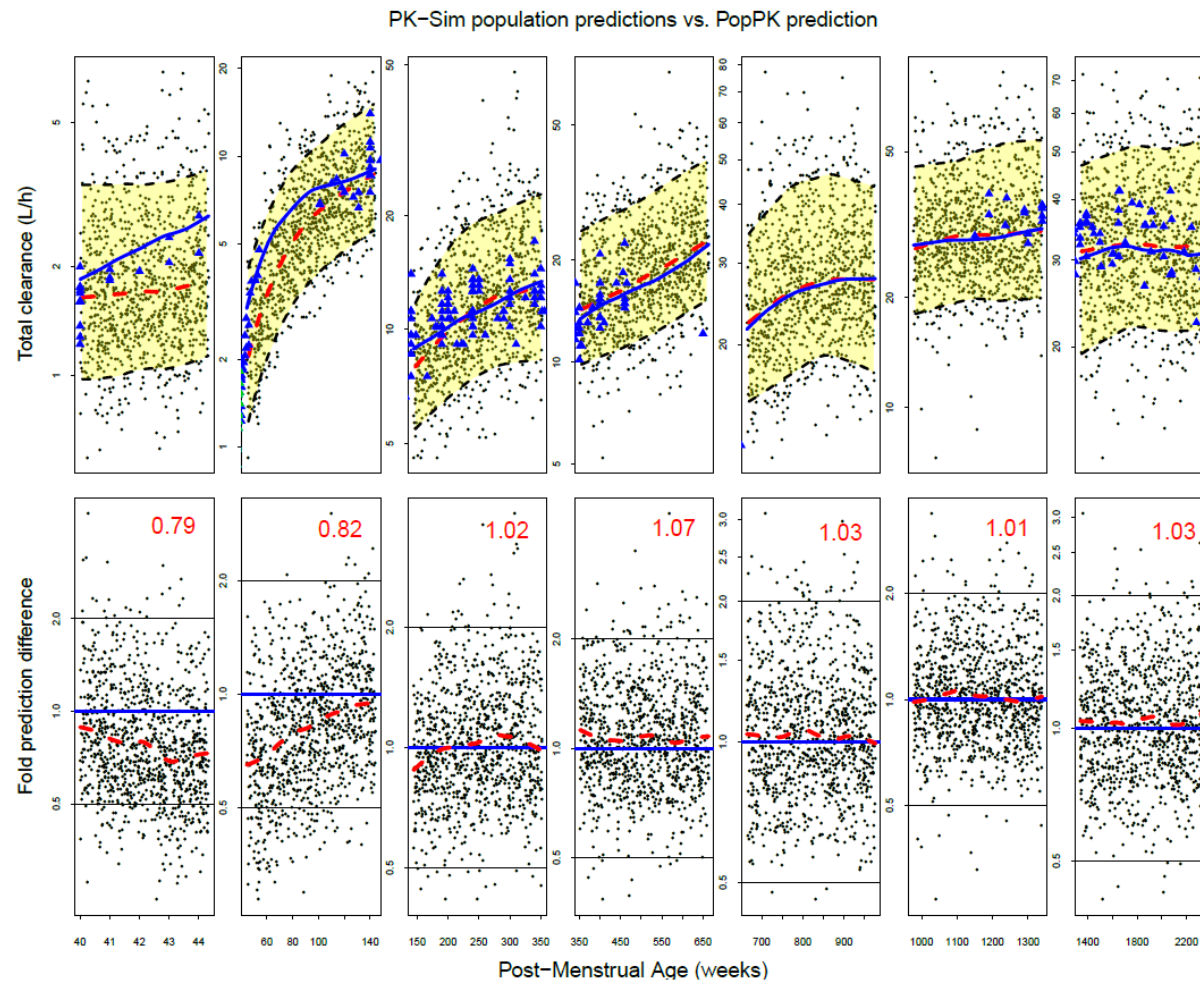 PK−Sim population predictions vs. PopPK prediction
Total clearance (L/h)
1 2 5
1 2 5 10 20
5 10 20 50
5 10 20 50
20 30 40 50 60 70 80
10 20 50
20 30 40 50 60 70
Fold prediction difference
0.79 0.82 1.02 1.07 1.03 1.01 1.03
0.5 1.0 2.0
0.5 1.0 2.0
0.5 1.0 2.0
0.5 1.0 2.0
0.5 1.0 1.5 2.0 2.5 3.0
0.5 1.0 2.0
0.5 1.0 1.5 2.0 2.5 3.0
40 41 42 43 44 60 80 100 140 150 200 250 300 350 350 450 550 650 700 800 900 1000 1100 1200 1300 1400 1800 2200
Post−Menstrual Age (weeks)